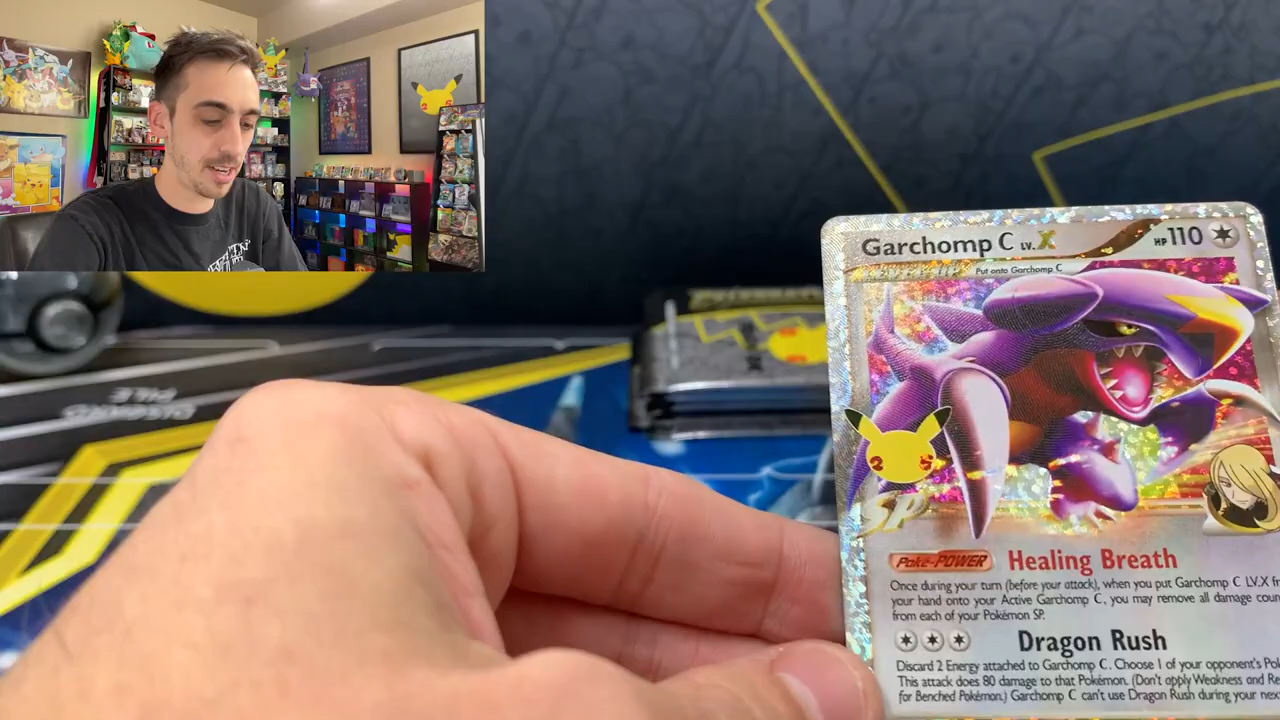 Garchomp C LV.X HP 110
Put onto Garchomp C
25
SP
Poké-POWER Healing Breath
Once during your turn (before your attack), when you put Garchomp C LV.X fr
your hand onto your Active Garchomp C, you may remove all damage coun
from each of your Pokémon SP.
Dragon Rush
Discard 2 Energy attached to Garchomp C. Choose 1 of your opponent's Pok
This attack does 80 damage to that Pokémon. (Don't apply Weakness and Re
for Benched Pokémon.) Garchomp C can't use Dragon Rush during your nex
DISCARD
PILE